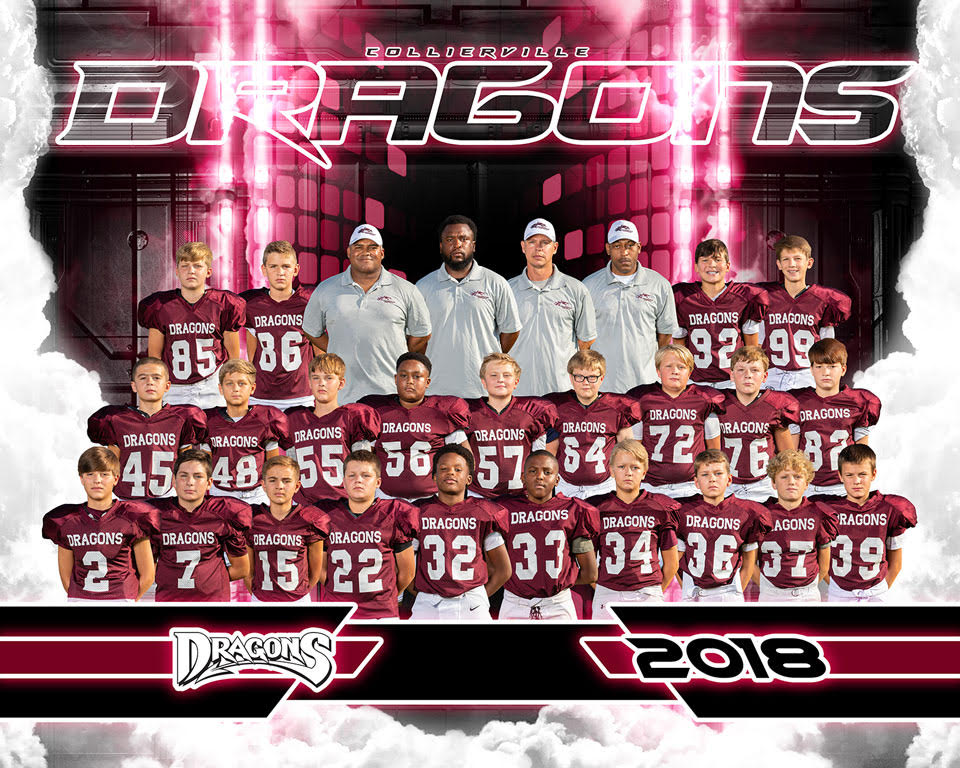 COLLIERVILLE
DRAGONS
DRAGONS 85
DRAGONS 86
DRAGONS 92
DRAGONS 99
DRAGONS 45
DRAGONS 48
DRAGONS 55
DRAGONS 56
DRAGONS 57
DRAGONS 64
DRAGONS 72
DRAGONS 76
DRAGONS 82
DRAGONS 2
DRAGONS 7
DRAGONS 15
DRAGONS 22
DRAGONS 32
DRAGONS 33
DRAGONS 34
DRAGONS 36
DRAGONS 37
DRAGONS 39
DRAGONS
2018